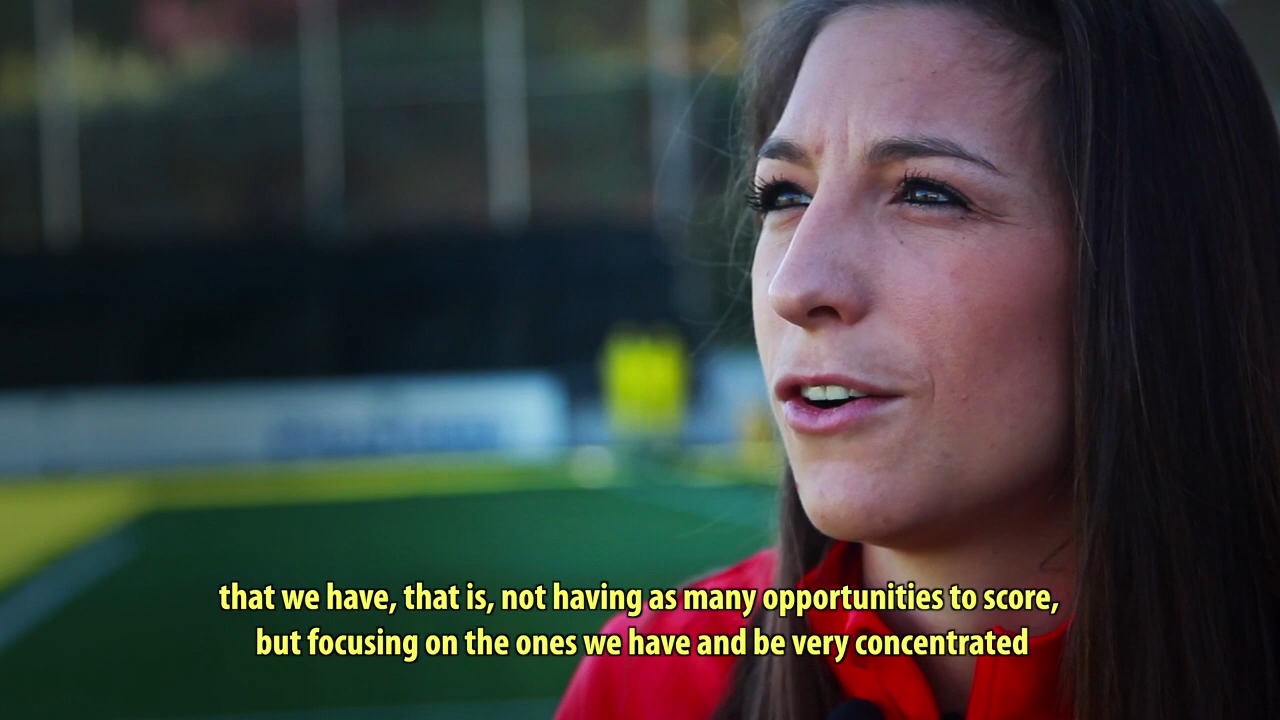 that we have, that is, not having as many opportunities to score,
but focusing on the ones we have and be very concentrated